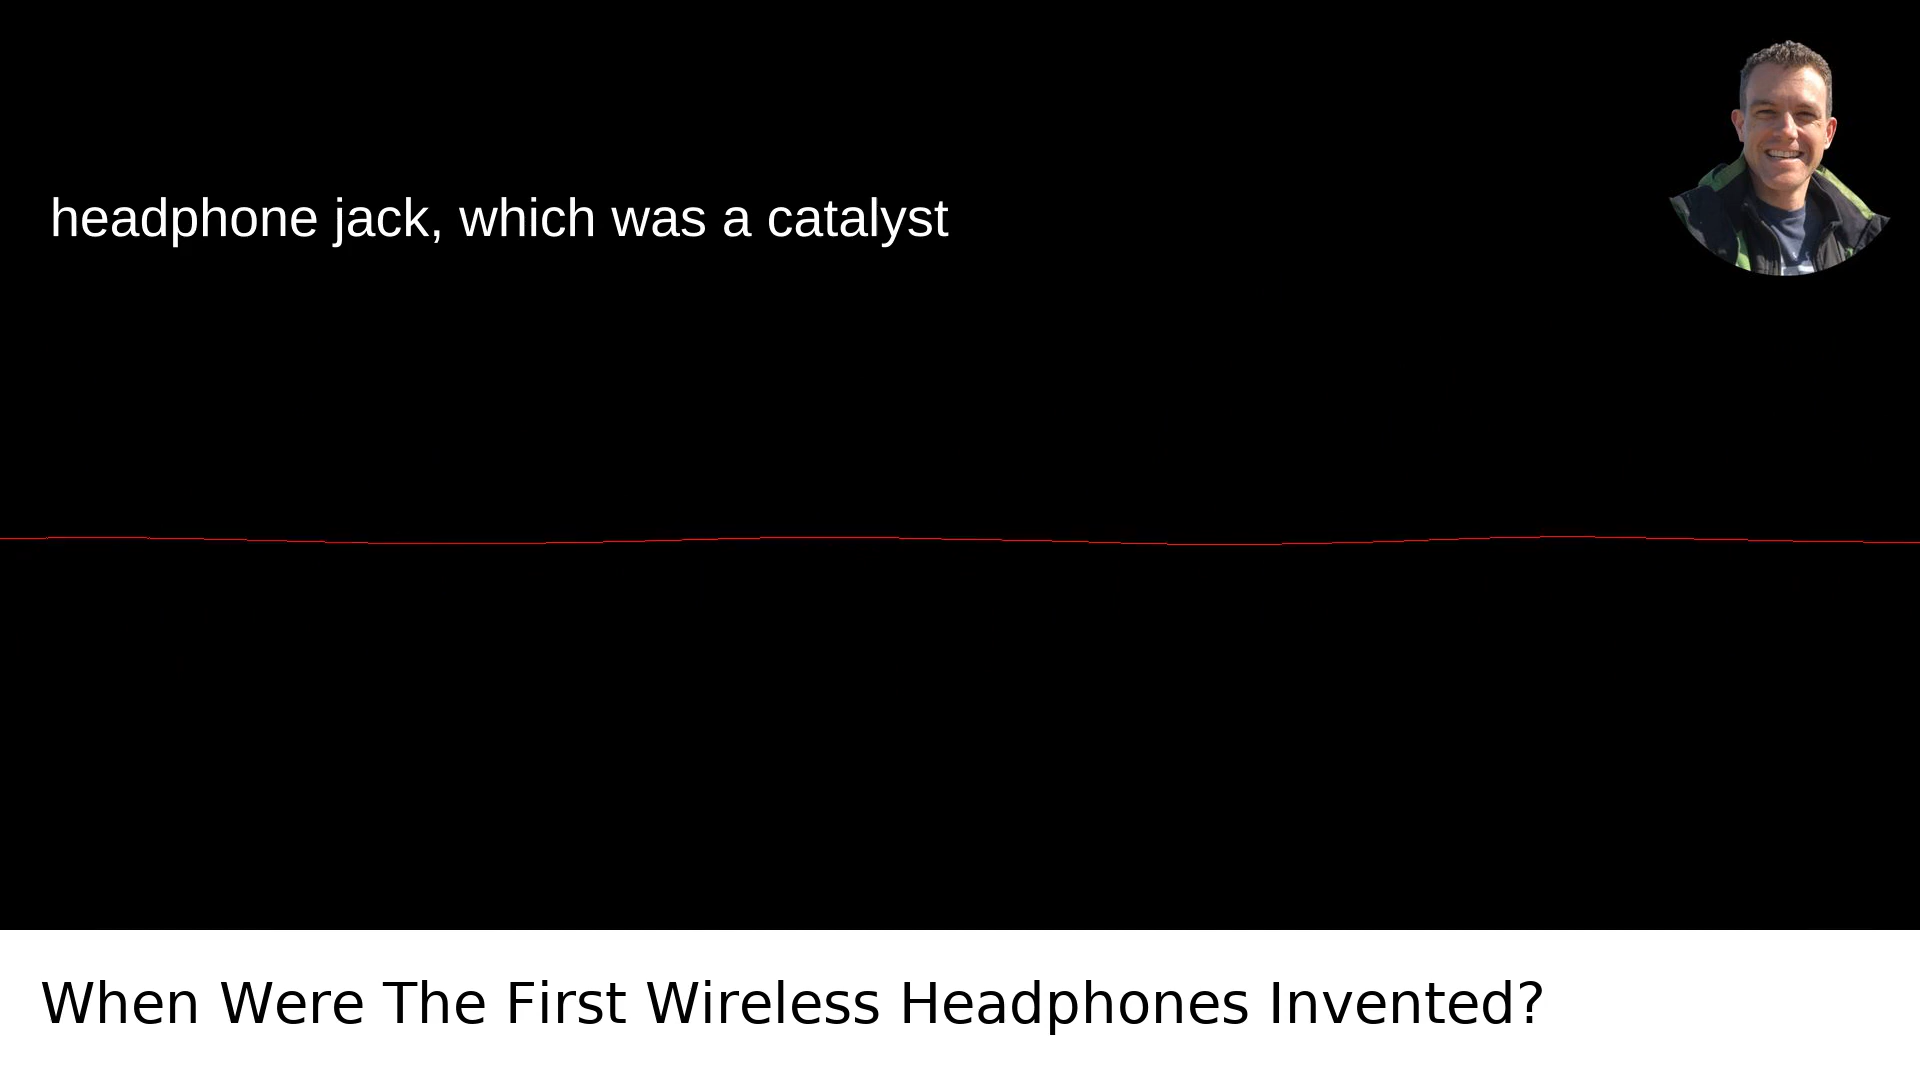 headphone jack, which was a catalyst
When Were The First Wireless Headphones Invented?